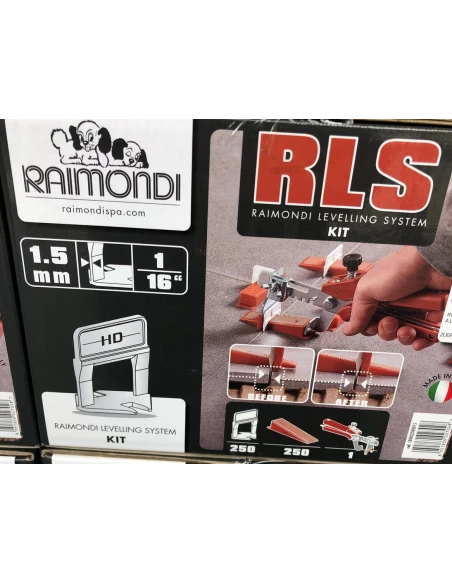 RAIMONDI
raimondispa.com
1.5
mm
1
16“
HD
RAIMONDI LEVELLING SYSTEM
KIT
RLS
RAIMONDI LEVELLING SYSTEM
KIT
BEFORE
AFTER
MADE IN
250
250
1